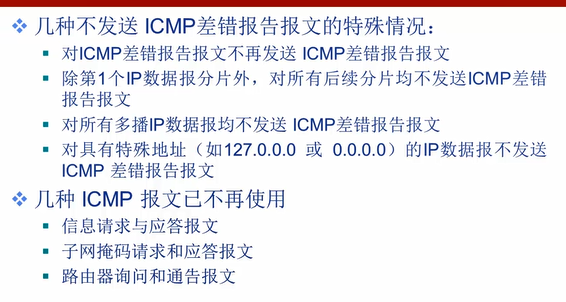 几种不发送 ICMP差错报告报文的特殊情况：
对ICMP差错报告报文不再发送 ICMP差错报告报文
除第1个IP数据报分片外，对所有后续分片均不发送ICMP差错
报告报文
对所有多播IP数据报均不发送 ICMP差错报告报文
对具有特殊地址（如127.0.0.0 或 0.0.0.0）的IP数据报不发送
ICMP 差错报告报文
几种 ICMP 报文已不再使用
信息请求与应答报文
子网掩码请求和应答报文
路由器询问和通告报文